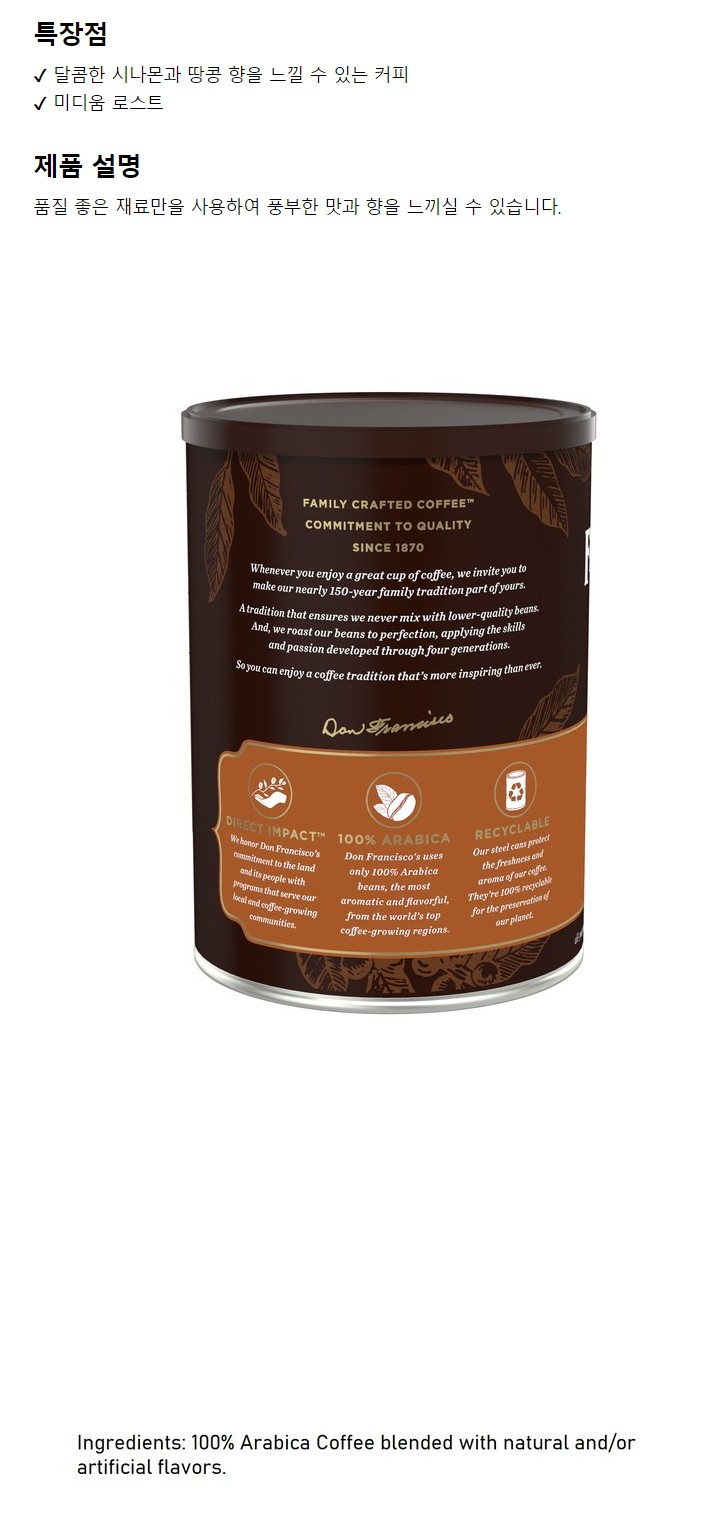 특장점
✓ 달콤한 시나몬과 땅콩 향을 느낄 수 있는 커피
✓ 미디움 로스트
제품 설명
품질 좋은 재료만을 사용하여 풍부한 맛과 향을 느끼실 수 있습니다.
FAMILY CRAFTED COFFEE™
COMMITMENT TO QUALITY
SINCE 1870
Whenever you enjoy a great cup of coffee, we invite you to
make our nearly 150-year family tradition part of yours.
A tradition that ensures we never mix with lower-quality beans.
And, we roast our beans to perfection, applying the skills
and passion developed through four generations.
So you can enjoy a coffee tradition that's more inspiring than ever.
Don Francisco
DIRECT IMPACT™
We honor Don Francisco's
commitment to the land
and its people with
programs that serve our
local and coffee-growing
communities.
100% ARABICA
Don Francisco's uses
only 100% Arabica
beans, the most
aromatic and flavorful,
from the world's top
coffee-growing regions.
RECYCLABLE
Our steel cans protect
the freshness and
aroma of our coffee.
They're 100% recyclable
for the preservation of
our planet.
Ingredients: 100% Arabica Coffee blended with natural and/or
artificial flavors.